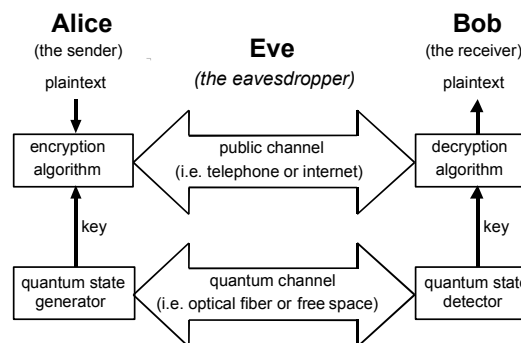 Alice
(the sender)
plaintext
encryption
algorithm
key
quantum state
generator
Eve
(the eavesdropper)
public channel
(i.e. telephone or internet)
quantum channel
(i.e. optical fiber or free space)
Bob
(the receiver)
plaintext
decryption
algorithm
key
quantum state
detector